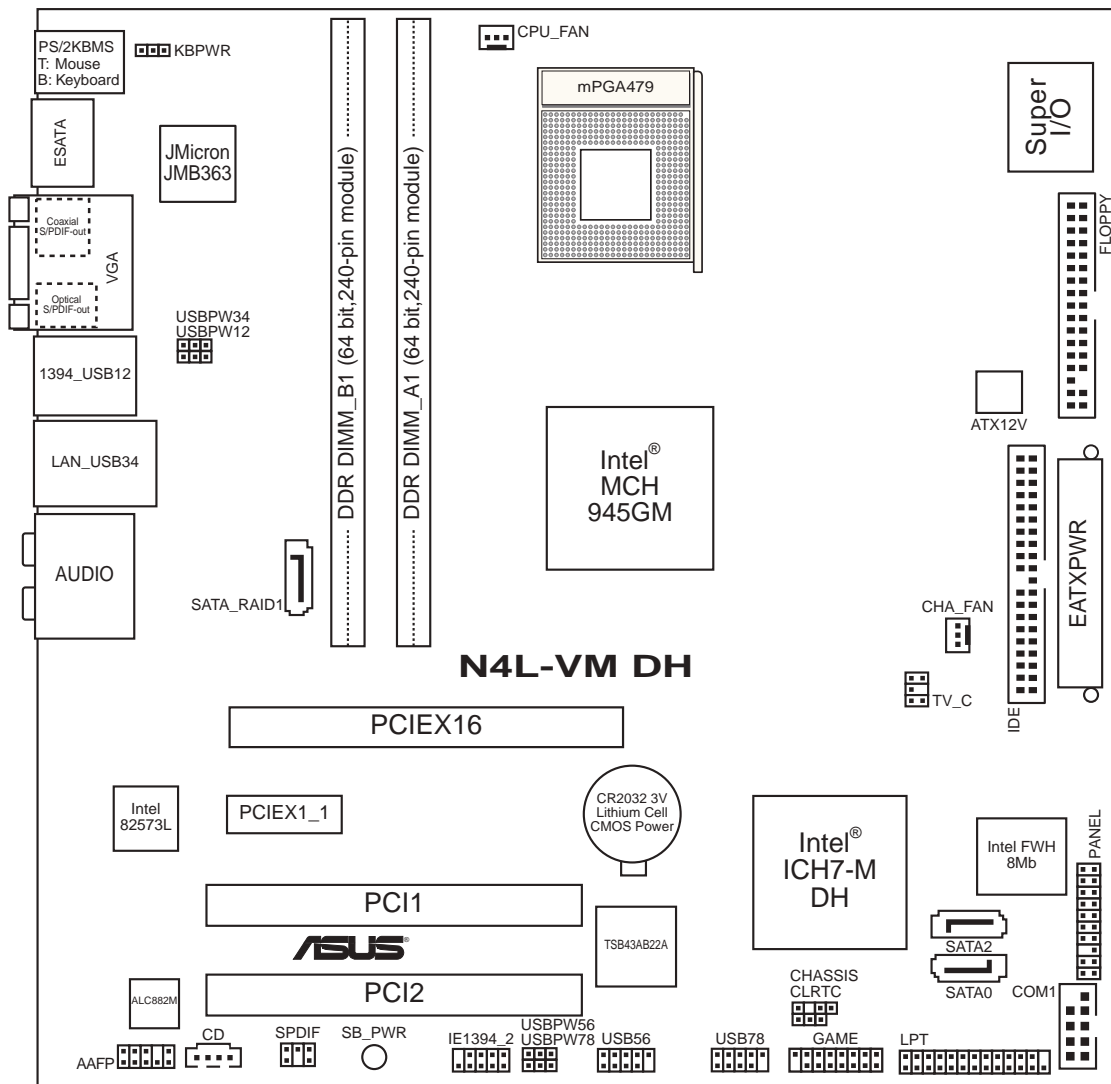 PS/2KBMS
T: Mouse
B: Keyboard
KBPWR
CPU_FAN
mPGA479
Super
I/O
ESATA
JMicron
JMB363
Coaxial
S/PDIF-out
VGA
Optical
S/PDIF-out
FLOPPY
USBPW34
USBPW12
DDR DIMM_B1 (64 bit,240-pin module)
DDR DIMM_A1 (64 bit,240-pin module)
1394_USB12
ATX12V
LAN_USB34
Intel®
MCH
945GM
EATXPWR
AUDIO
SATA_RAID1
CHA_FAN
N4L-VM DH
TV_C
IDE
PCIEX16
Intel
82573L
PCIEX1_1
CR2032 3V
Lithium Cell
CMOS Power
Intel®
ICH7-M
DH
Intel FWH
8Mb
PANEL
PCI1
ASUS®
TSB43AB22A
SATA2
PCI2
ALC882M
CHASSIS
CLRTC
SATA0
COM1
AAFP
CD
SPDIF
SB_PWR
IE1394_2
USBPW56
USBPW78
USB56
USB78
GAME
LPT